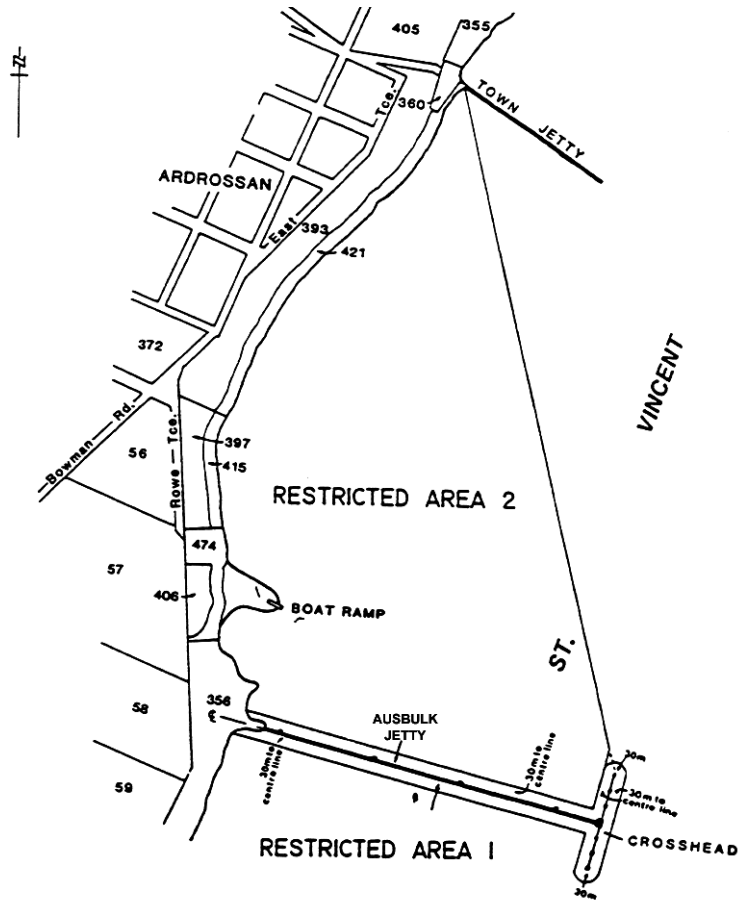 405
355
N
TOWN JETTY
360
Tce.
ARDROSSAN
East
393
421
372
VINCENT
Bowman Rd.
56
Rowe Tce.
397
415
RESTRICTED AREA 2
474
57
406
BOAT RAMP
ST.
58
356
AUSBULK
JETTY
59
30m to
centre line
30m to
centre line
30m
30m to
centre line
CROSSHEAD
RESTRICTED AREA 1
30m